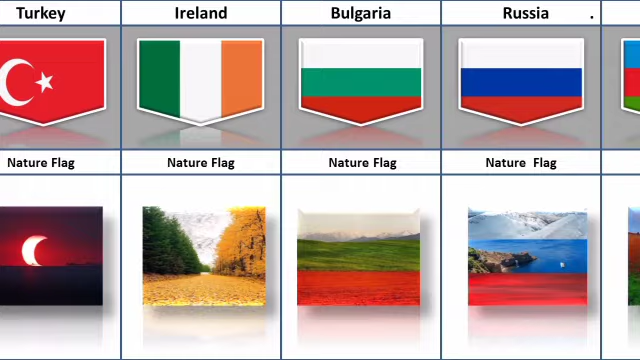 Turkey
Ireland
Bulgaria
Russia .
Nature Flag
Nature Flag
Nature Flag
Nature Flag